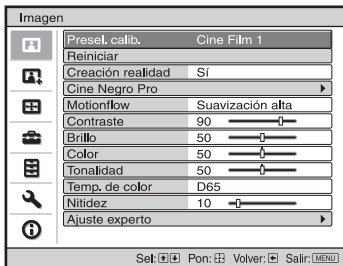 Imagen
Presel. calib. Cine Film 1
Reiniciar
Creación realidad Sí
Cine Negro Pro
Motionflow Suavización alta
Contraste 90
Brillo 50
Color 50
Tonalidad 50
Temp. de color D65
Nitidez 10
Ajuste experto
Sel: Pon: Volver: Salir: MENU